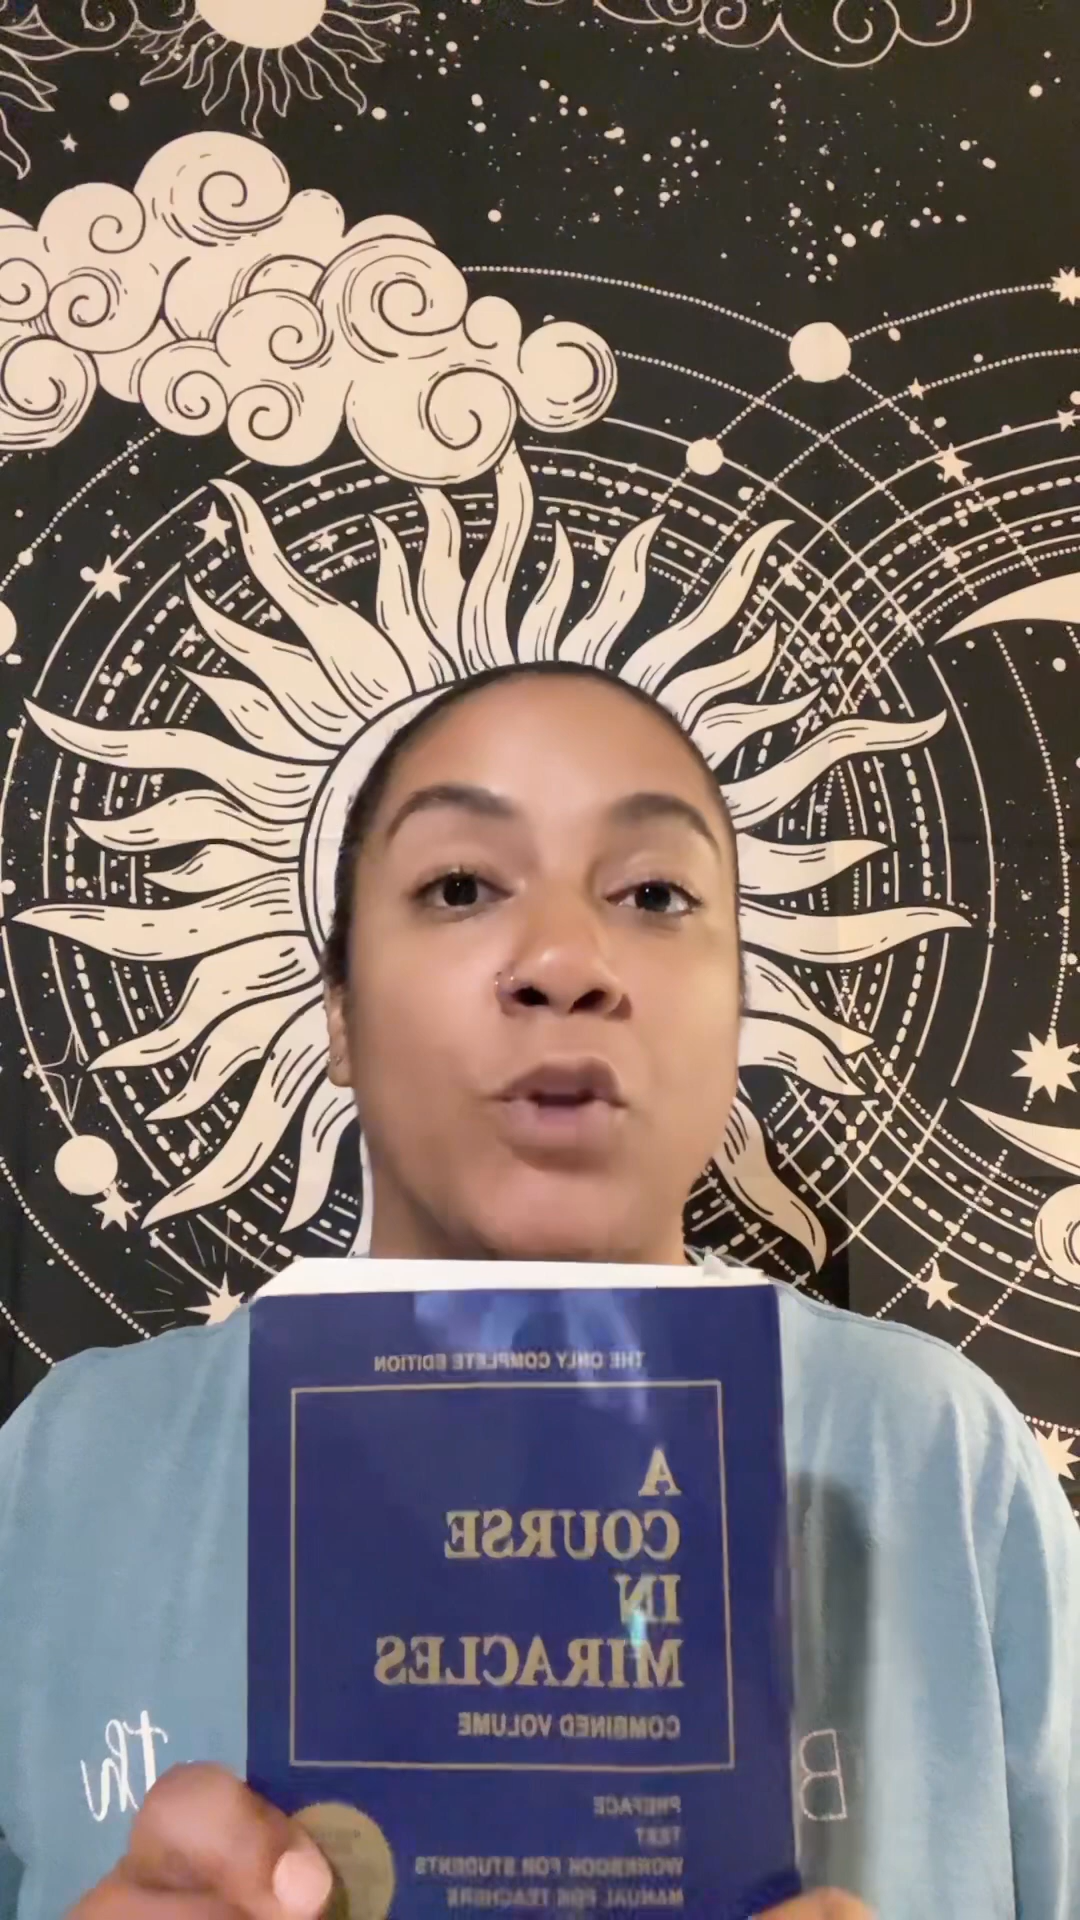 THE ONLY COMPLETE EDITION
A
COURSE
IN
MIRACLES
COMBINED VOLUME
PREFACE
TEXT
WORKBOOK FOR STUDENTS
MANUAL FOR TEACHERS